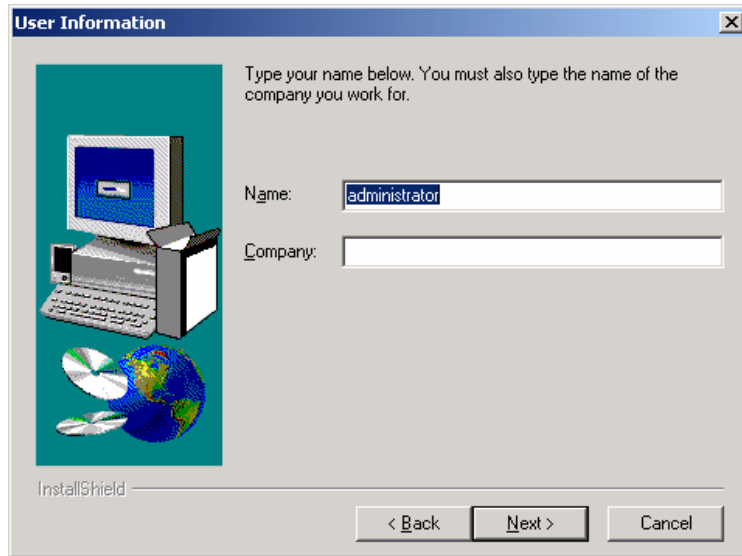 User Information
Type your name below. You must also type the name of the
company you work for.
Name:
administrator
Company:
InstallShield
< Back
Next >
Cancel